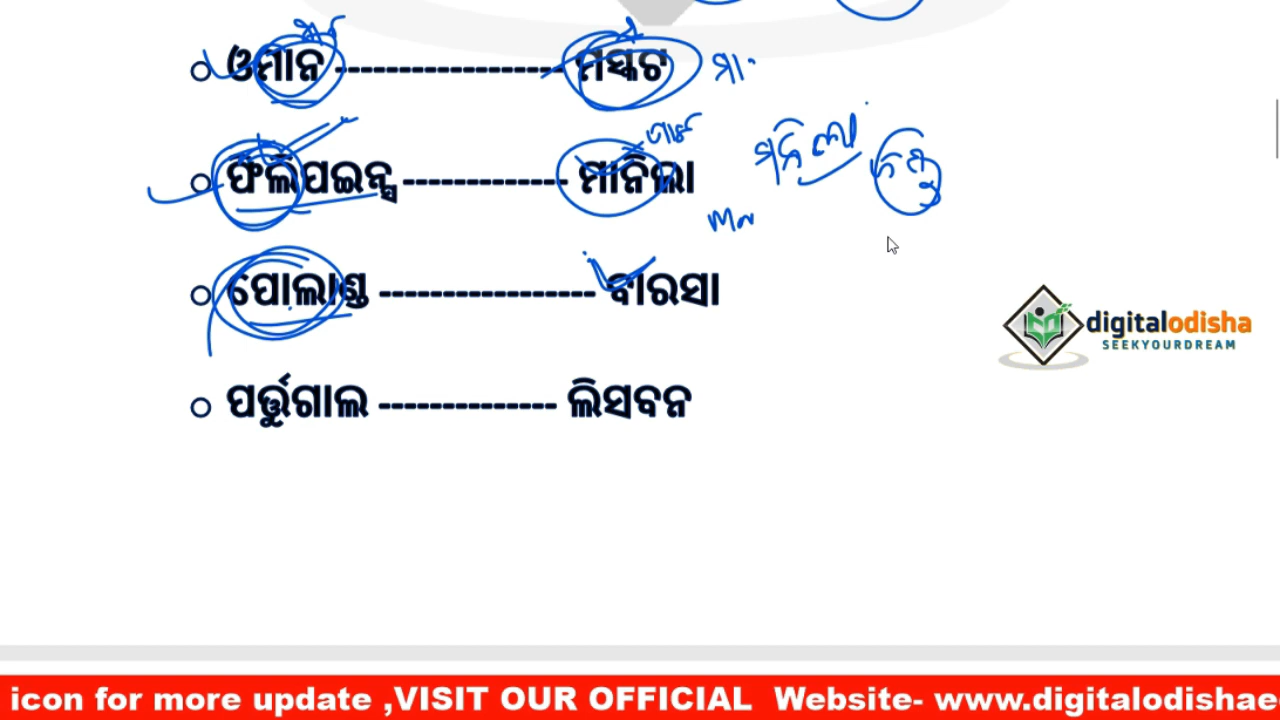 ଓମାନ -------------------- ମସ୍କଟ ମା
ଫିଲିପାଇନ୍ସ -------------- ମାନିଲା
ପୋଲାଣ୍ଡ ------------------ ବାରସା
ପର୍ତ୍ତୁଗାଲ --------------- ଲିସବନ
digitalodisha
SEEKYOURDREAM
icon for more update ,VISIT OUR OFFICIAL Website- www.digitalodishae